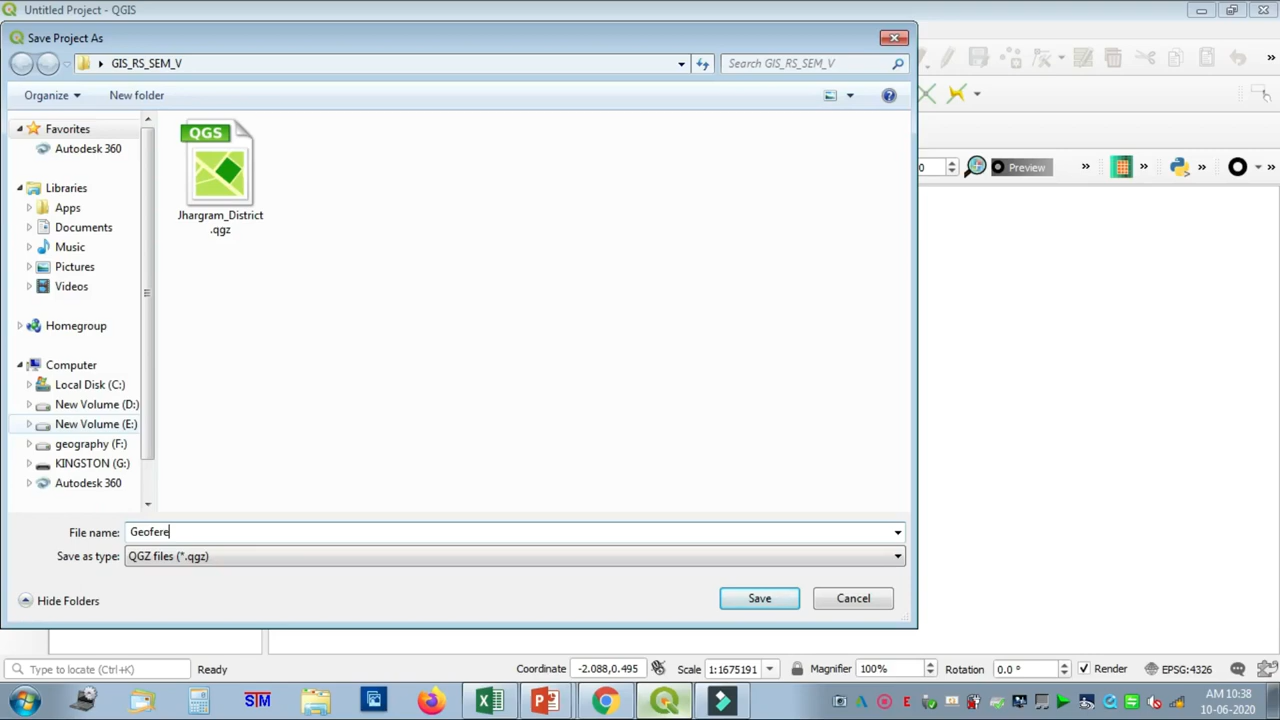 Untitled Project - QGIS
Save Project As
GIS_RS_SEM_V
Search GIS_RS_SEM_V
Organize
New folder
Favorites
Autodesk 360
Libraries
Apps
Documents
Music
Pictures
Videos
Homegroup
Computer
Local Disk (C:)
New Volume (D:)
New Volume (E:)
geography (F:)
KINGSTON (G:)
Autodesk 360
QGS
Jhargram_District
.qgz
0
Preview
»
»
»
»
»
File name: Geofere
Save as type: QGZ files (*.qgz)
Hide Folders
Save
Cancel
Type to locate (Ctrl+K)
Ready
Coordinate -2.088,0.495
Scale 1:1675191
Magnifier 100%
Rotation 0.0 °
Render
EPSG:4326
STM
E
AM 10:38
10-06-2020